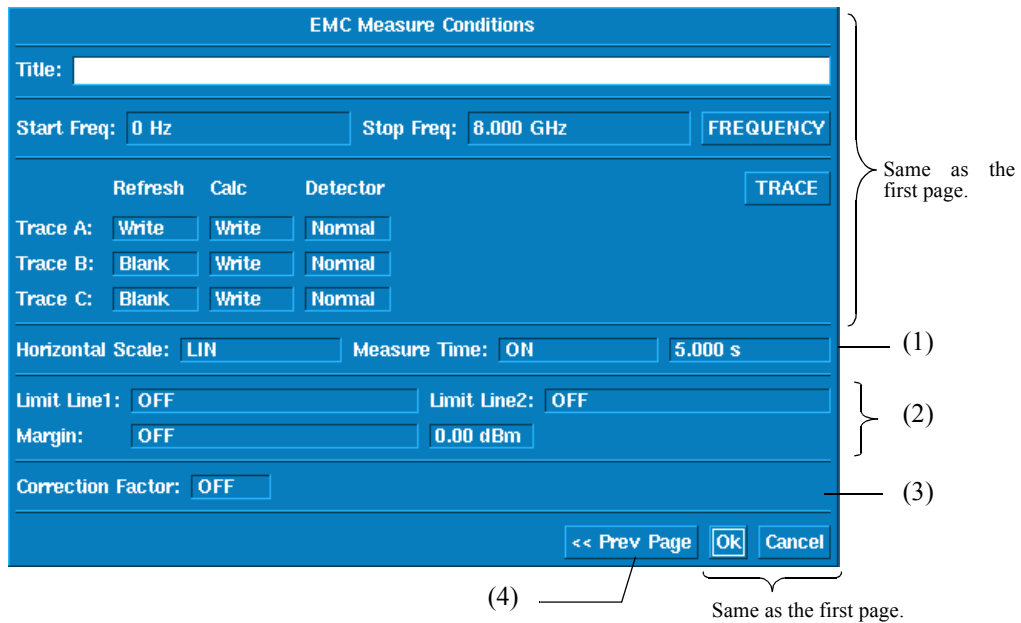 EMC Measure Conditions
Title:
Start Freq: 0 Hz Stop Freq: 8.000 GHz FREQUENCY
Refresh Calc Detector TRACE
Trace A: Write Write Normal
Trace B: Blank Write Normal
Trace C: Blank Write Normal
Same as the
first page.
Horizontal Scale: LIN Measure Time: ON 5.000 s (1)
Limit Line1: OFF Limit Line2: OFF
(2)
Margin: OFF 0.00 dBm
Correction Factor: OFF (3)
<< Prev Page Ok Cancel
(4)
Same as the first page.